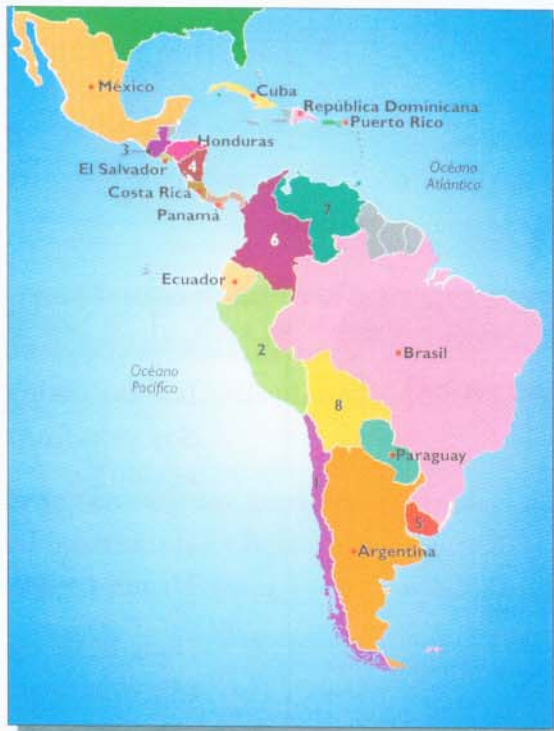 México
Cuba
República Dominicana
Puerto Rico
3
Honduras
El Salvador
4
Costa Rica
Panamá
Océano
Atlántico
7
6
Ecuador
2
Brasil
Océano
Pacífico
8
Paraguay
1
5
Argentina